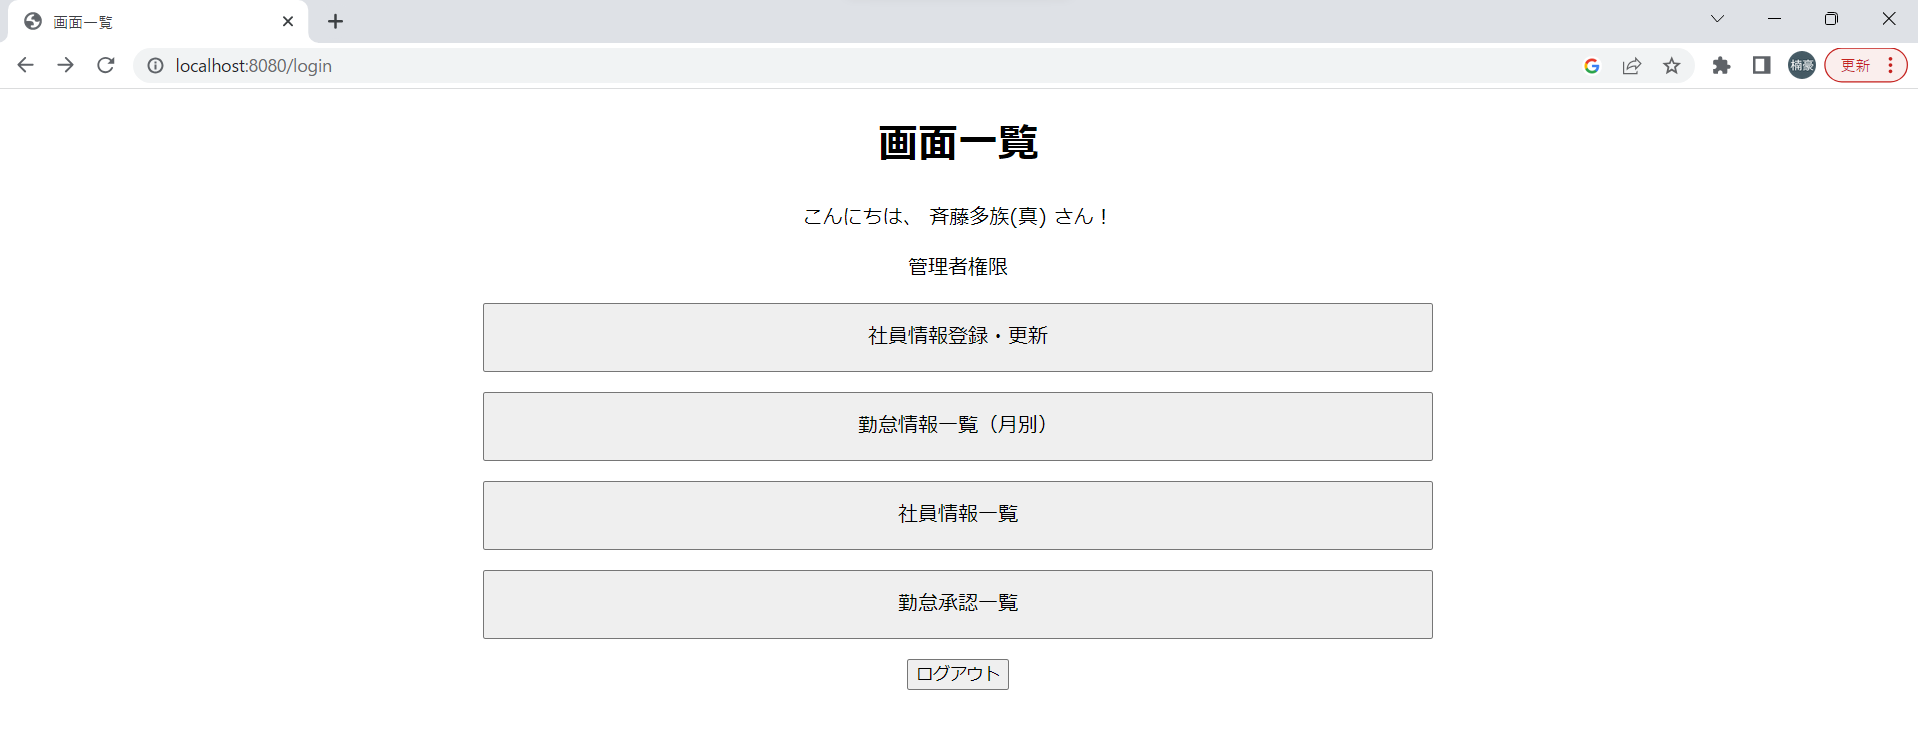 画面一覧
localhost:8080/login
楠豪
更新
画面一覧
こんにちは、 斉藤多族(真) さん！
管理者権限
社員情報登録・更新
勤怠情報一覧（月別）
社員情報一覧
勤怠承認一覧
ログアウト